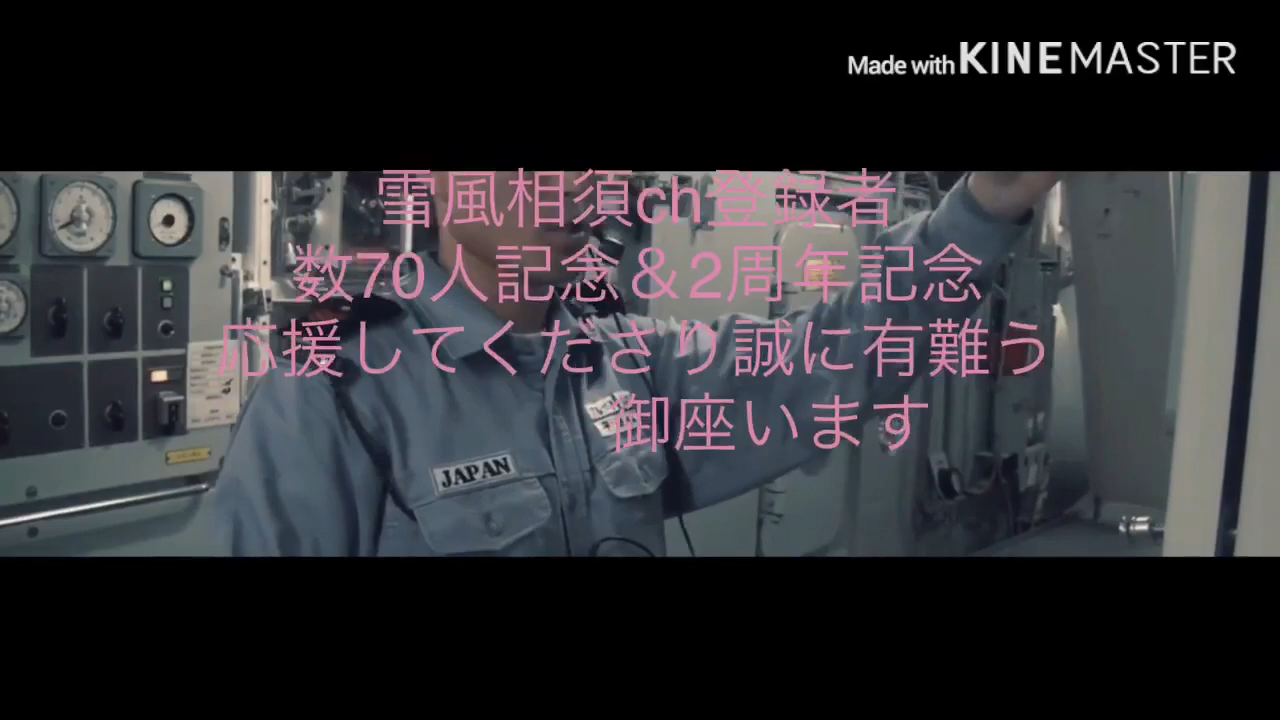 Made with KINEMASTER
雪風相須ch登録者
数70人記念＆2周年記念
応援してくださり誠に有難う
御座います
JAPAN